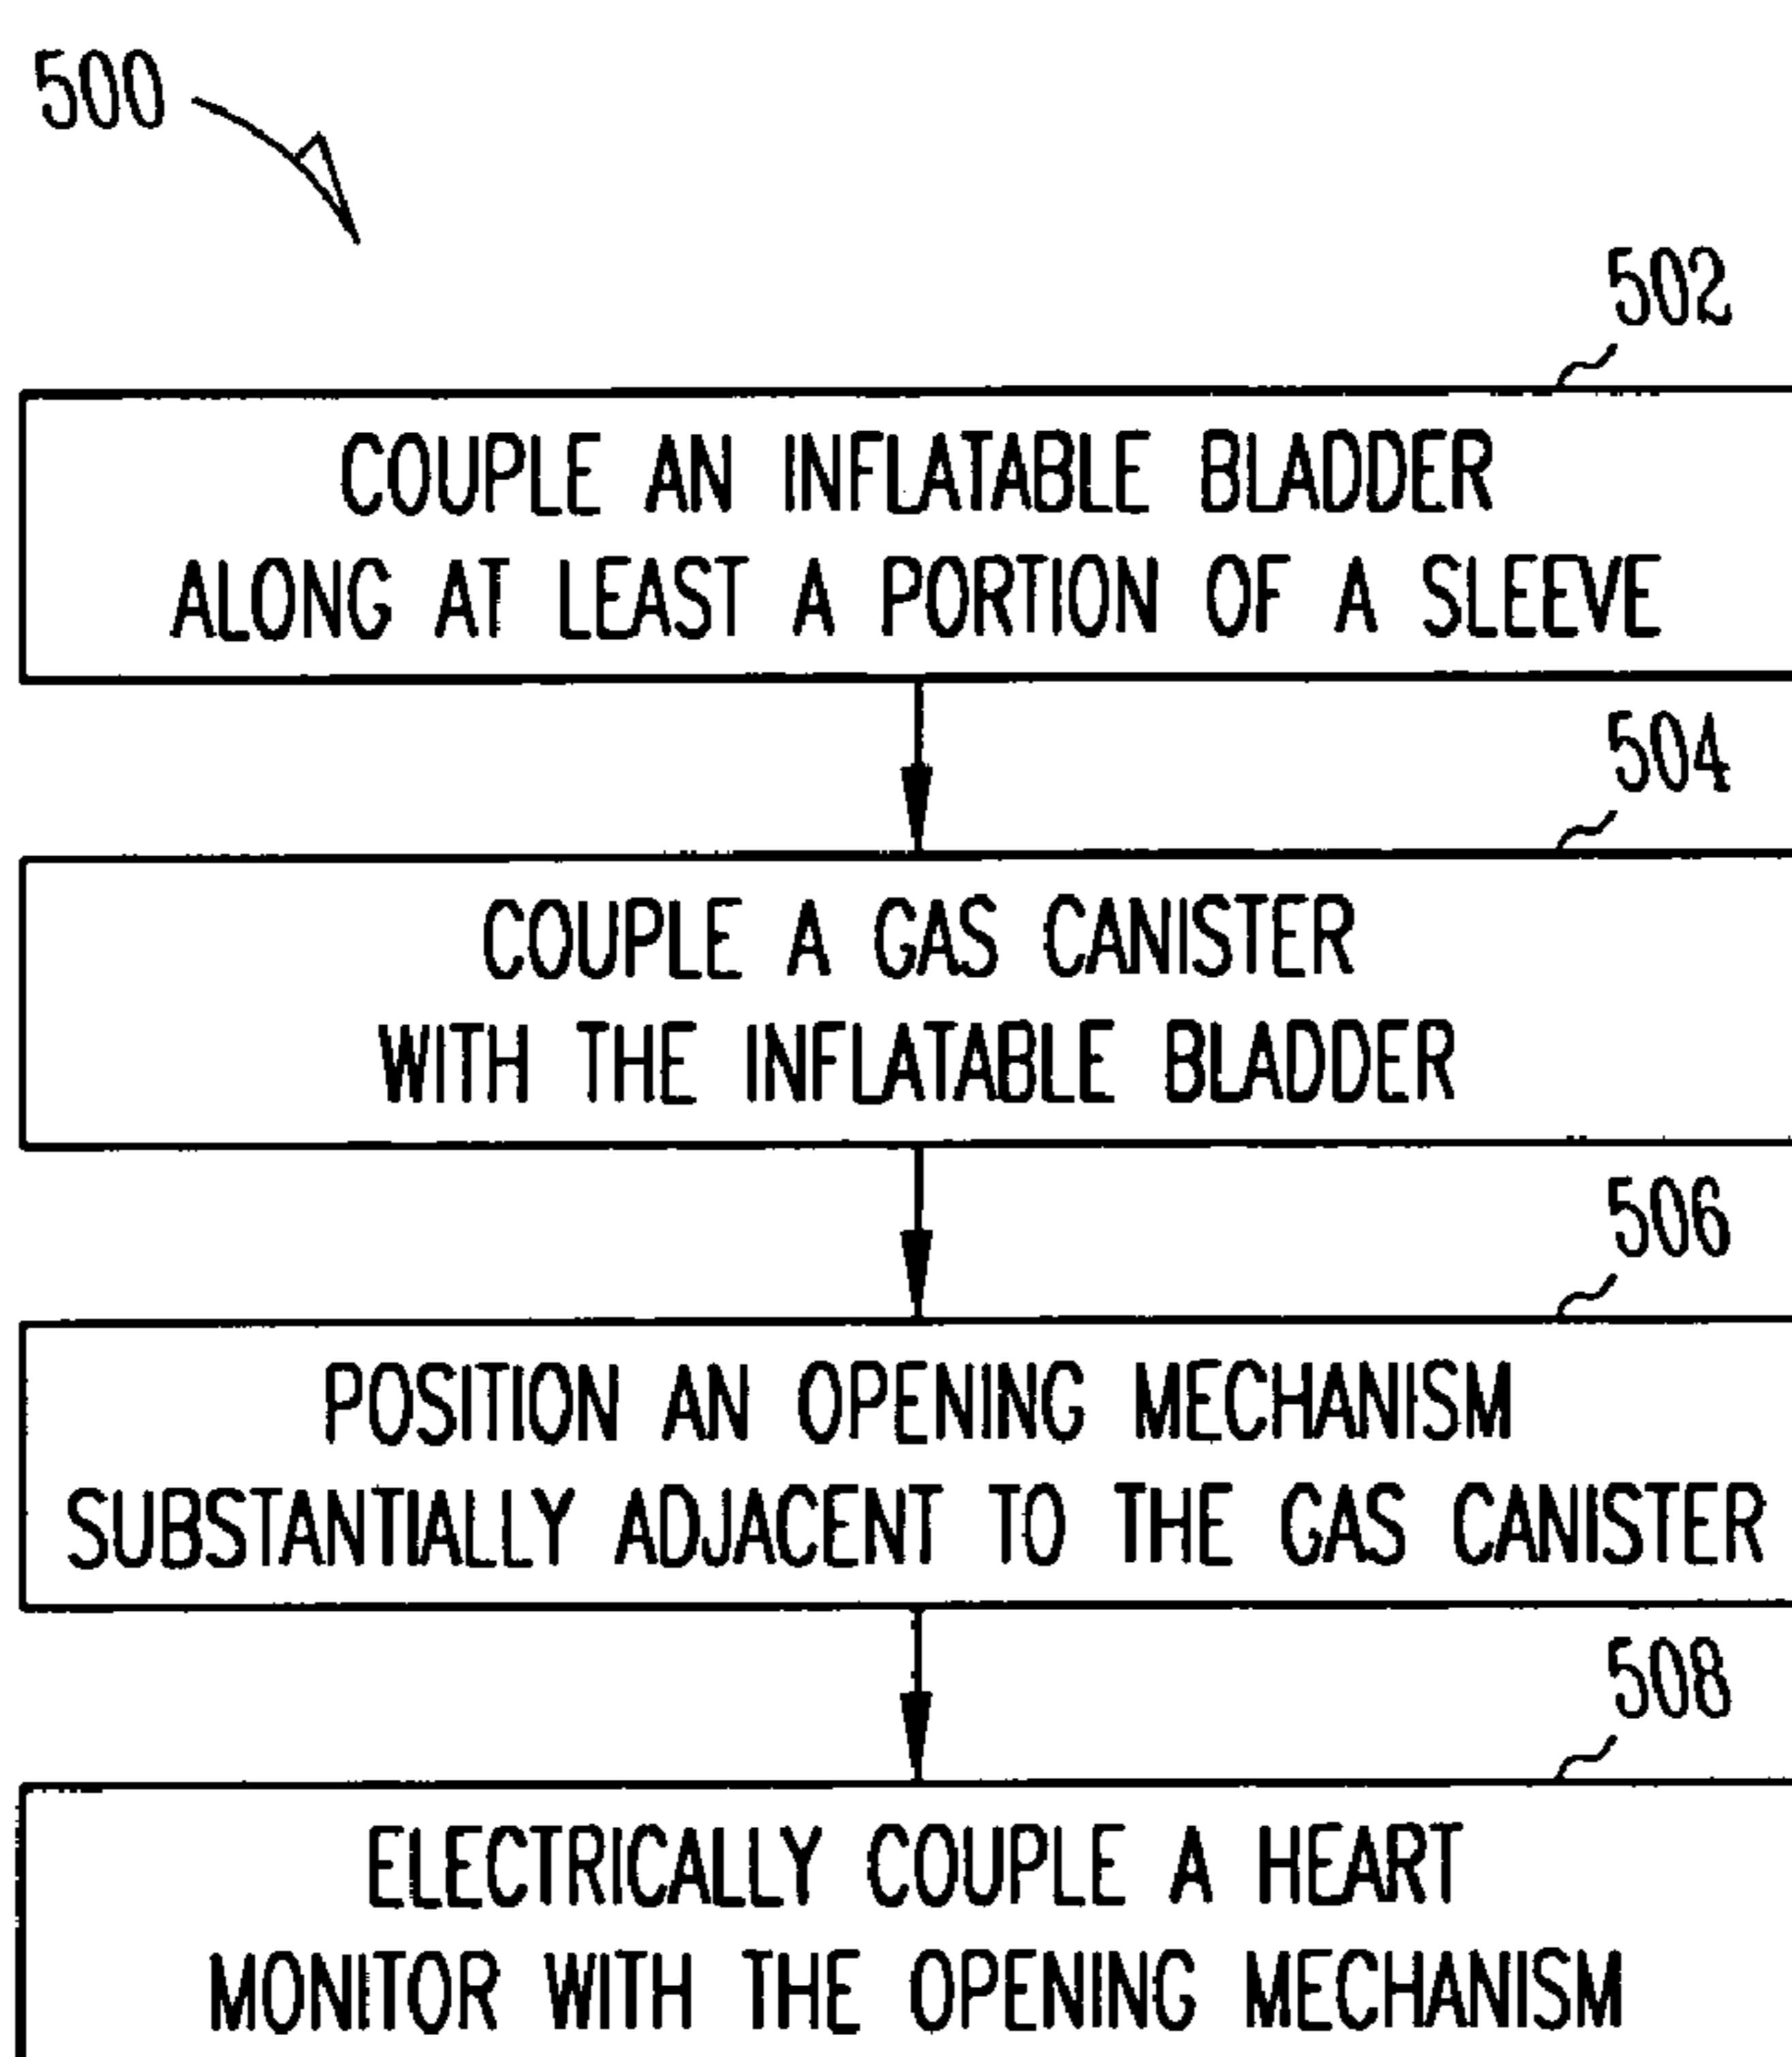 500
502
COUPLE AN INFLATABLE BLADDER
ALONG AT LEAST A PORTION OF A SLEEVE
504
COUPLE A GAS CANISTER
WITH THE INFLATABLE BLADDER
506
POSITION AN OPENING MECHANISM
SUBSTANTIALLY ADJACENT TO THE GAS CANISTER
508
ELECTRICALLY COUPLE A HEART
MONITOR WITH THE OPENING MECHANISM